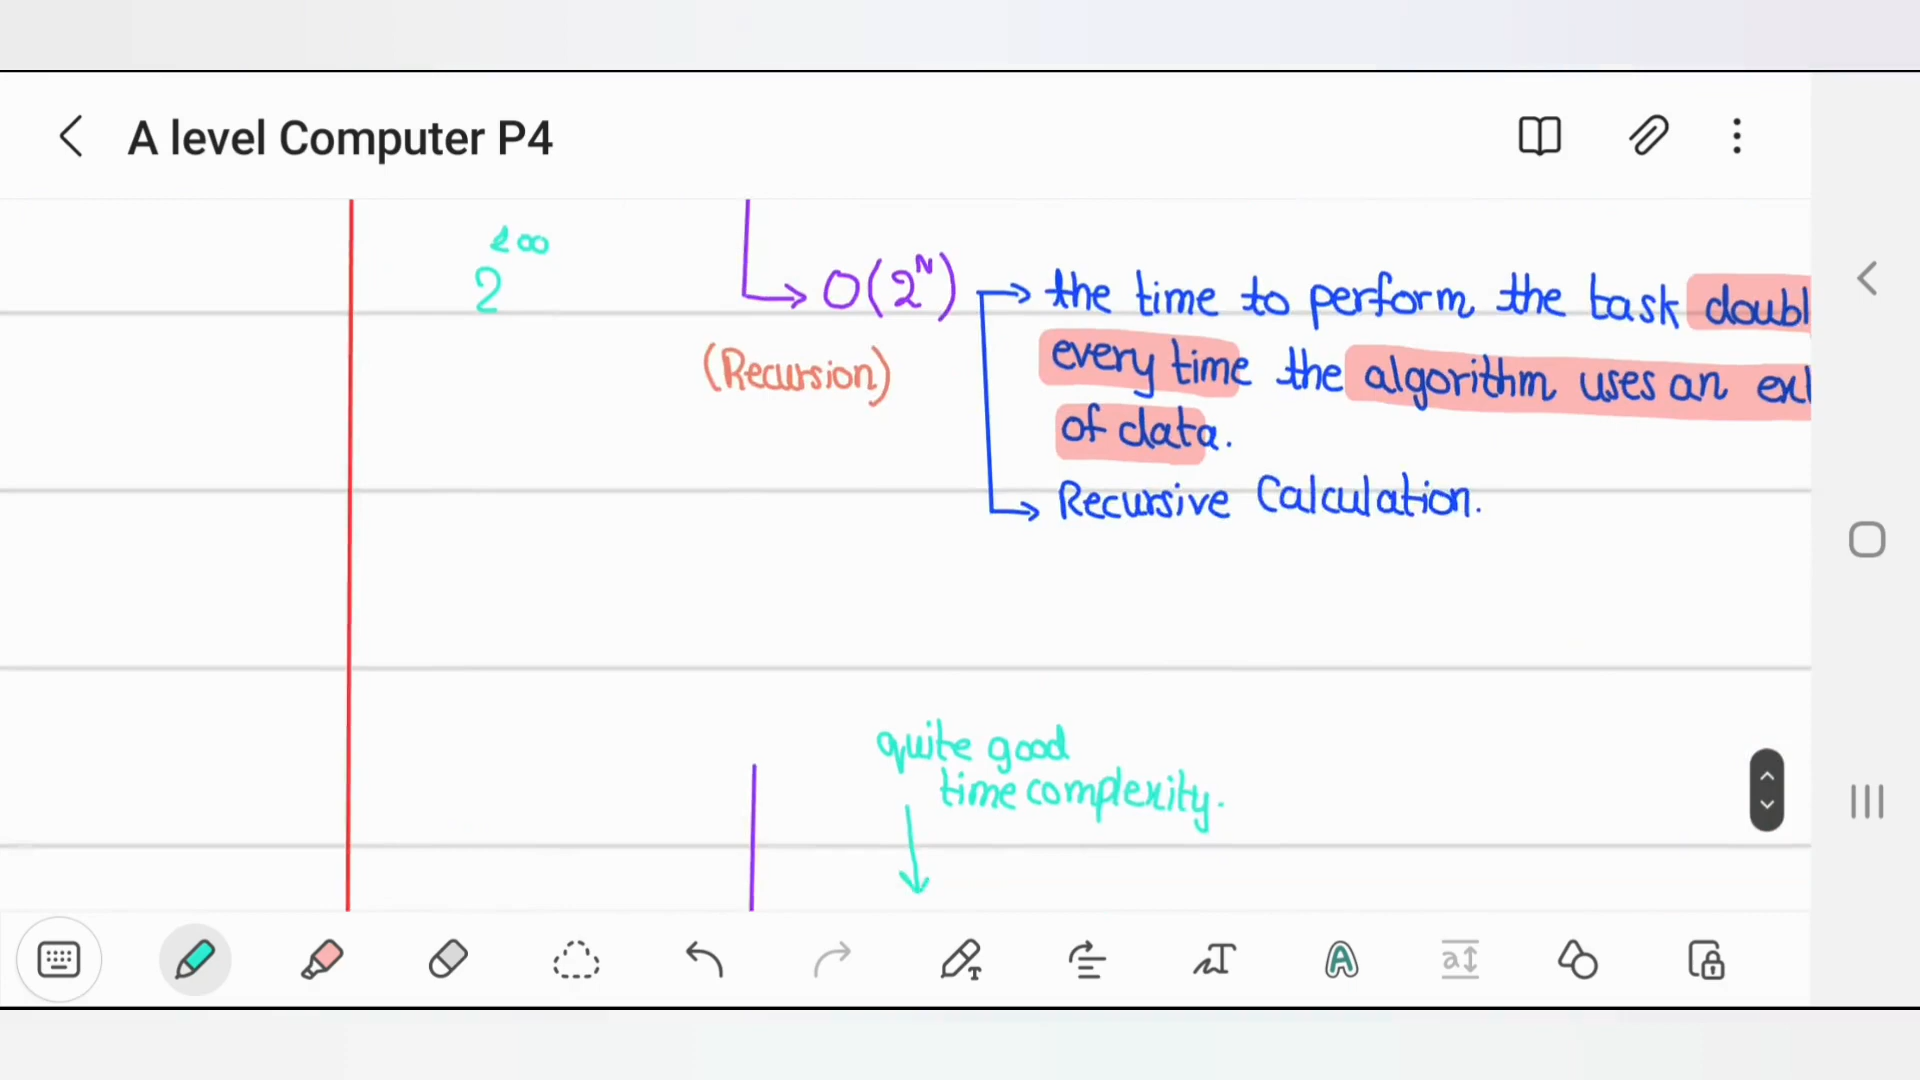 A level Computer P4
2^100
O(2^N) → the time to perform the task doubl
(Recursion)
every time the algorithm uses an ex
of data.
→ Recursive Calculation.
quite good
time complexity.